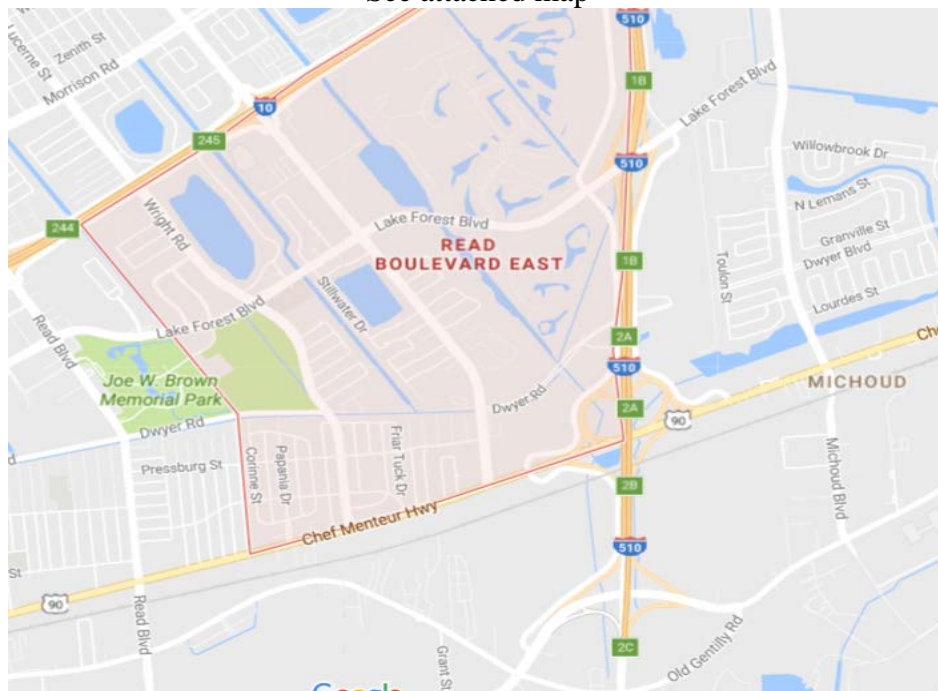 See attached map
510
Zenith St
Lucerne St
Morrison Rd
1B
Lake Forest Blvd
10
245
510
Willowbrook Dr
N Lemans St
244
Wright Rd
Lake Forest Blvd
Granville St
READ
BOULEVARD EAST
1B
Dwyer Blvd
Toulon St
Stillwater Dr
Lourdes St
Lake Forest Blvd
Read Blvd
2A
510
Joe W. Brown
Memorial Park
MICHOUD
Dwyer Rd
2A
90
Dwyer Rd
Pressburg St
Corinne St
Papania Dr
Friar Tuck Dr
Michoud Blvd
2B
Chef Menteur Hwy
510
St
90
Read Blvd
2C
Old Gentilly Rd
Grant St
Google